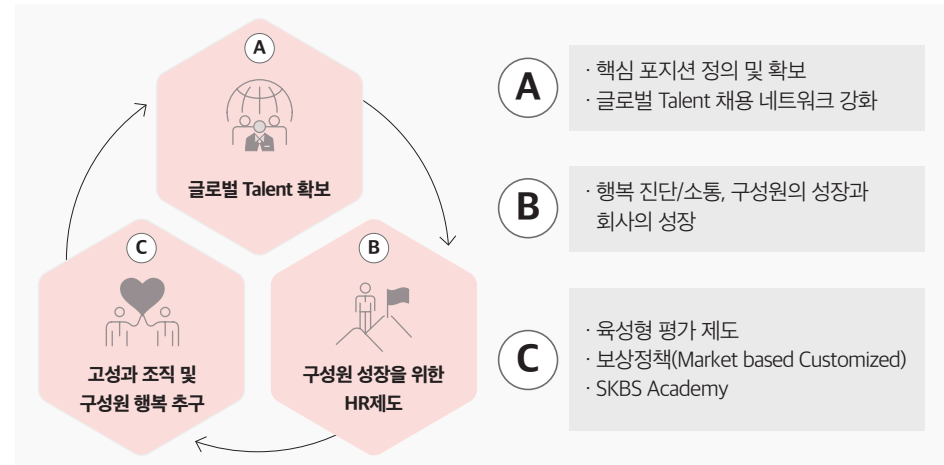 A
글로벌 Talent 확보
C
고성과 조직 및
구성원 행복 추구
B
구성원 성장을 위한
HR제도
A
· 핵심 포지션 정의 및 확보
· 글로벌 Talent 채용 네트워크 강화
B
· 행복 진단/소통, 구성원의 성장과
회사의 성장
C
· 육성형 평가 제도
· 보상정책(Market based Customized)
· SKBS Academy